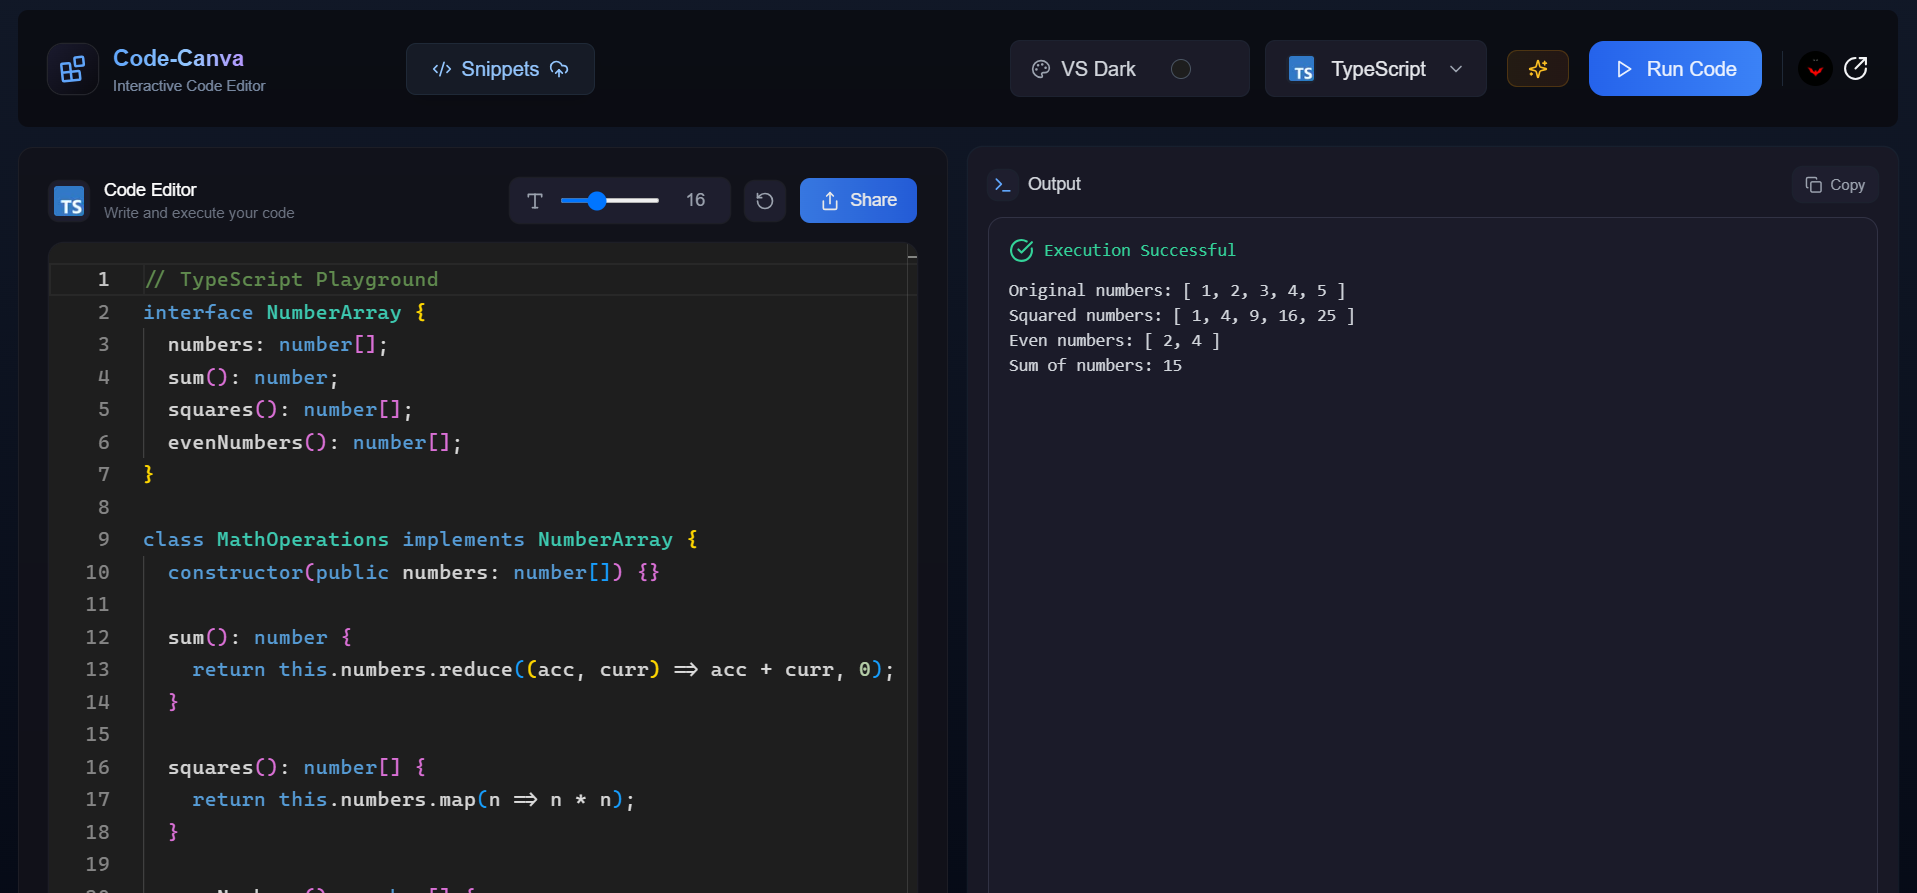 Code-Canva
Interactive Code Editor
</> Snippets
VS Dark
TS TypeScript
Run Code
TS
Code Editor
Write and execute your code
T 16
Share
1 // TypeScript Playground
2 interface NumberArray {
3 numbers: number[];
4 sum(): number;
5 squares(): number[];
6 evenNumbers(): number[];
7 }
8
9 class MathOperations implements NumberArray {
10 constructor(public numbers: number[]) {}
11
12 sum(): number {
13 return this.numbers.reduce((acc, curr) => acc + curr, 0);
14 }
15
16 squares(): number[] {
17 return this.numbers.map(n => n * n);
18 }
19
Output
Copy
Execution Successful
Original numbers: [ 1, 2, 3, 4, 5 ]
Squared numbers: [ 1, 4, 9, 16, 25 ]
Even numbers: [ 2, 4 ]
Sum of numbers: 15